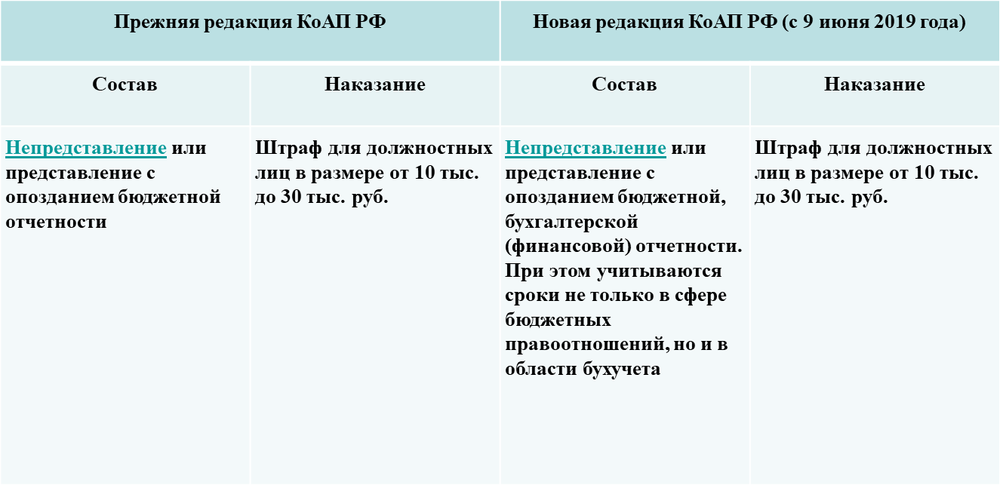 Прежняя редакция КоАП РФ
Новая редакция КоАП РФ (с 9 июня 2019 года)
Состав
Наказание
Состав
Наказание
Непредставление или
представление с
опозданием бюджетной
отчетности
Штраф для должностных
лиц в размере от 10 тыс.
до 30 тыс. руб.
Непредставление или
представление с
опозданием бюджетной,
бухгалтерской
(финансовой) отчетности.
При этом учитываются
сроки не только в сфере
бюджетных
правоотношений, но и в
области бухучета
Штраф для должностных
лиц в размере от 10 тыс.
до 30 тыс. руб.